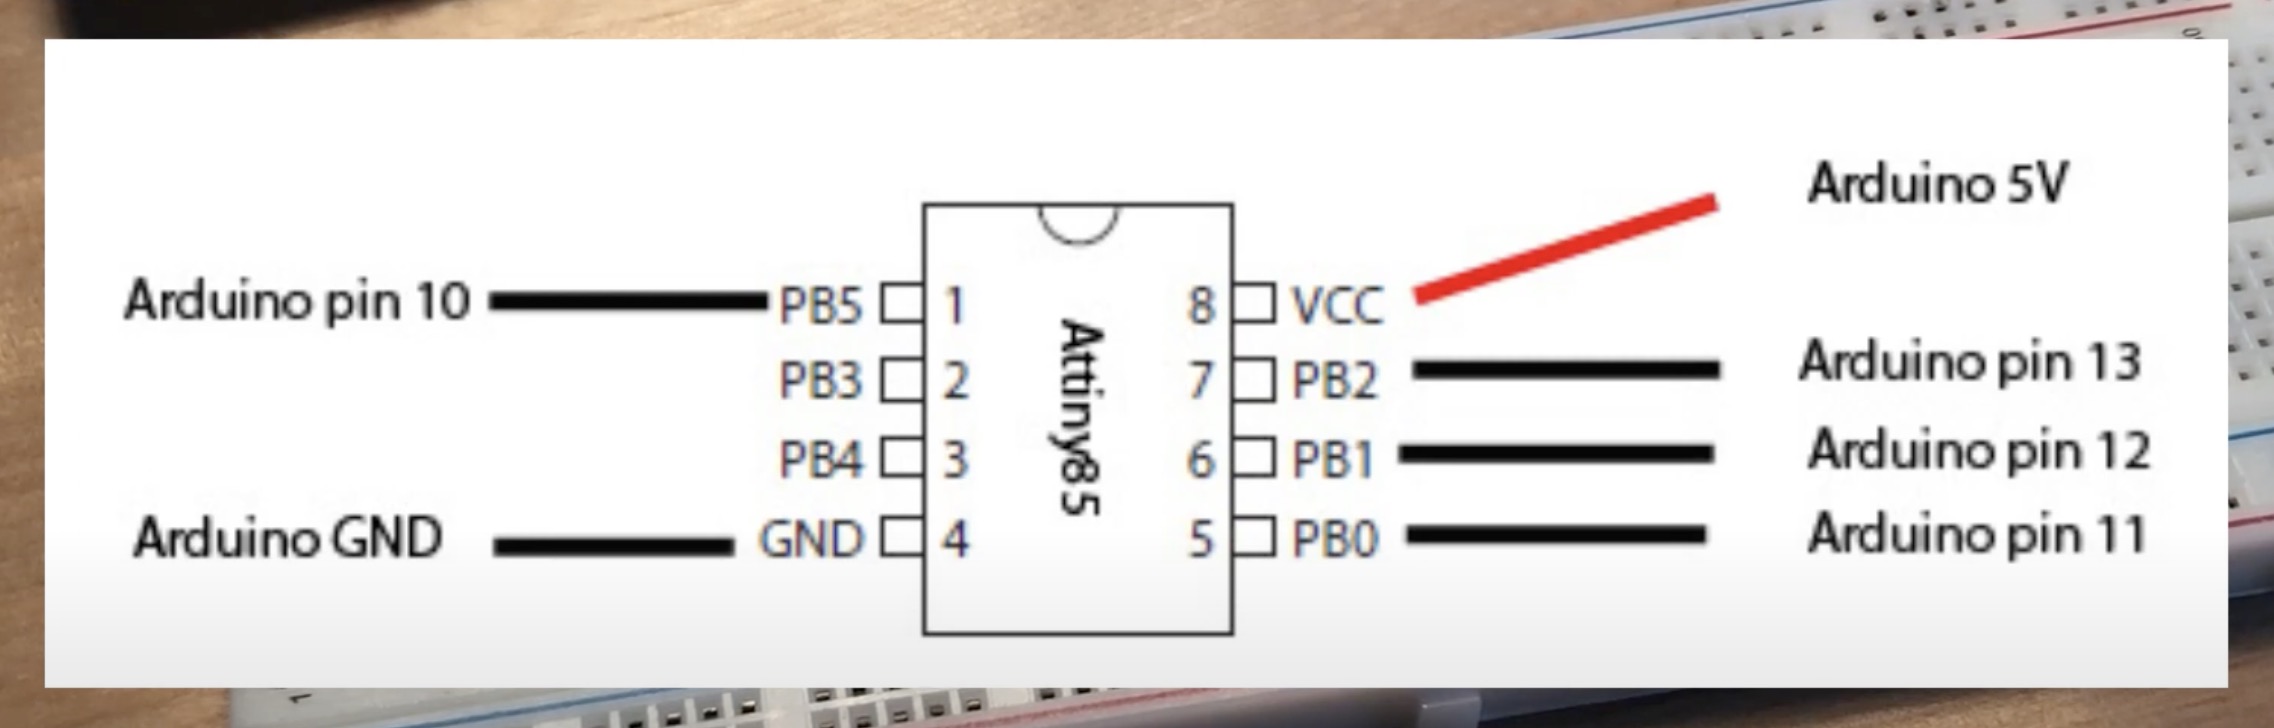 Arduino 5V
Arduino pin 10 PB5 1 8 VCC
PB3 2 7 PB2 Arduino pin 13
PB4 3 6 PB1 Arduino pin 12
Arduino GND GND 4 5 PB0 Arduino pin 11
Attiny85